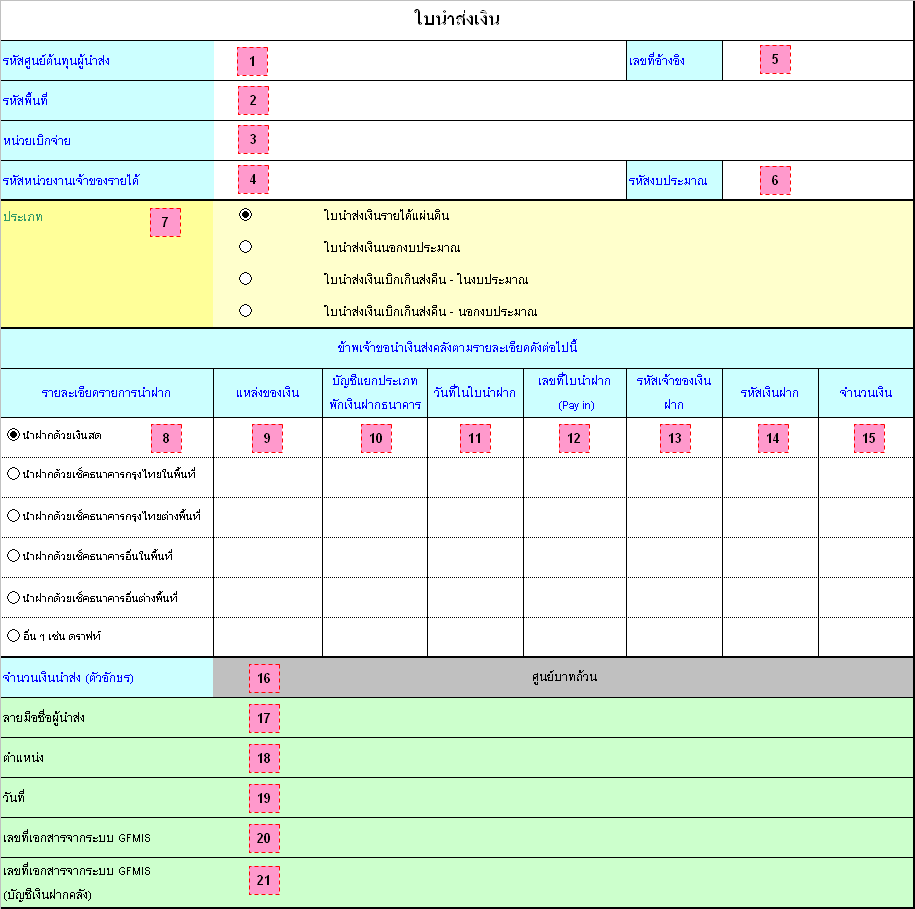 ใบนำส่งเงิน
รหัสศูนย์ต้นทุนผู้นำส่ง 1 เลขที่อ้างอิง 5
รหัสพื้นที่ 2
หน่วยเบิกจ่าย 3
รหัสหน่วยงานเจ้าของรายได้ 4 รหัสงบประมาณ 6
ประเภท 7 ใบนำส่งเงินรายได้แผ่นดิน
ใบนำส่งเงินนอกงบประมาณ
ใบนำส่งเงินเบิกเกินส่งคืน - ในงบประมาณ
ใบนำส่งเงินเบิกเกินส่งคืน - นอกงบประมาณ
ข้าพเจ้าขอนำเงินส่งคลังตามรายละเอียดดังต่อไปนี้
รายละเอียดรายการนำฝาก
แหล่งของเงิน
บัญชีแยกประเภท
พักเงินฝากธนาคาร
วันที่ในใบนำฝาก
เลขที่ใบนำฝาก
(Pay in)
รหัสเจ้าของเงิน
ฝาก
รหัสเงินฝาก
จำนวนเงิน
นำฝากด้วยเงินสด 8 9 10 11 12 13 14 15
นำฝากด้วยเช็คธนาคารกรุงไทยในพื้นที่
นำฝากด้วยเช็คธนาคารกรุงไทยต่างพื้นที่
นำฝากด้วยเช็คธนาคารอื่นในพื้นที่
นำฝากด้วยเช็คธนาคารอื่นต่างพื้นที่
อื่น ๆ เช่น ดราฟท์
จำนวนเงินนำส่ง (ตัวอักษร) 16 ศูนย์บาทถ้วน
ลายมือชื่อผู้นำส่ง 17
ตำแหน่ง 18
วันที่ 19
เลขที่เอกสารจากระบบ GFMIS 20
เลขที่เอกสารจากระบบ GFMIS
(บัญชีเงินฝากคลัง) 21